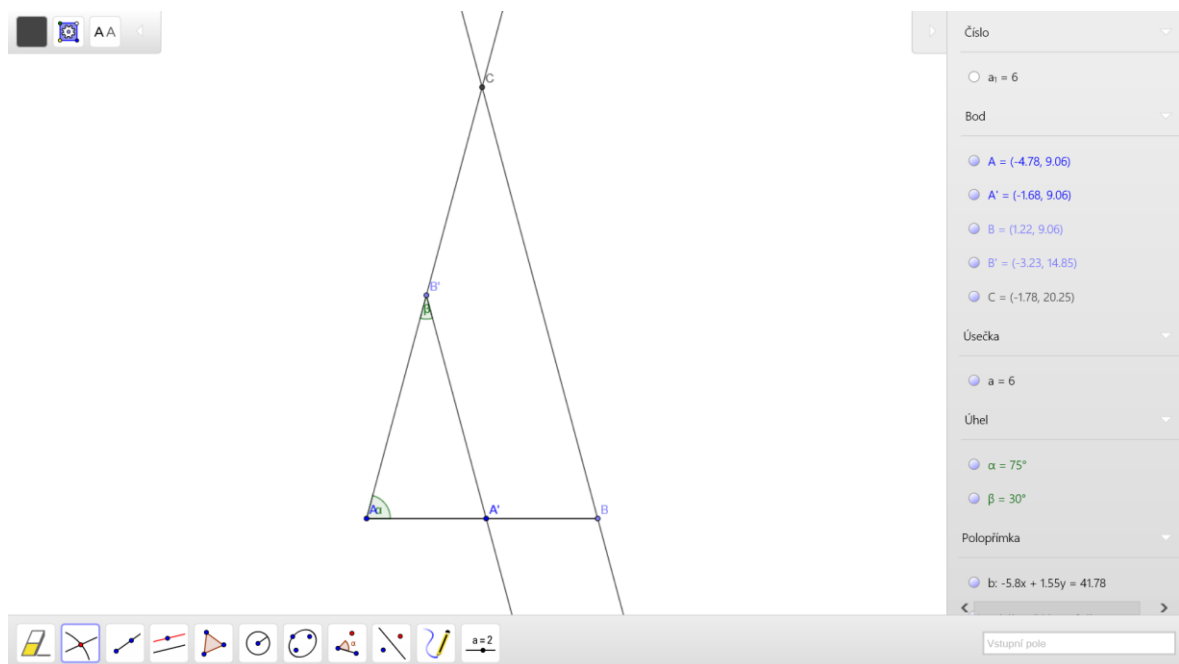 AA
C
B'
β
Aα
A'
B
Číslo
a₁ = 6
Bod
A = (-4.78, 9.06)
A' = (-1.68, 9.06)
B = (1.22, 9.06)
B' = (-3.23, 14.85)
C = (-1.78, 20.25)
Úsečka
a = 6
Úhel
α = 75°
β = 30°
Polopřímka
b: -5.8x + 1.55y = 41.78
a=2
Vstupní pole